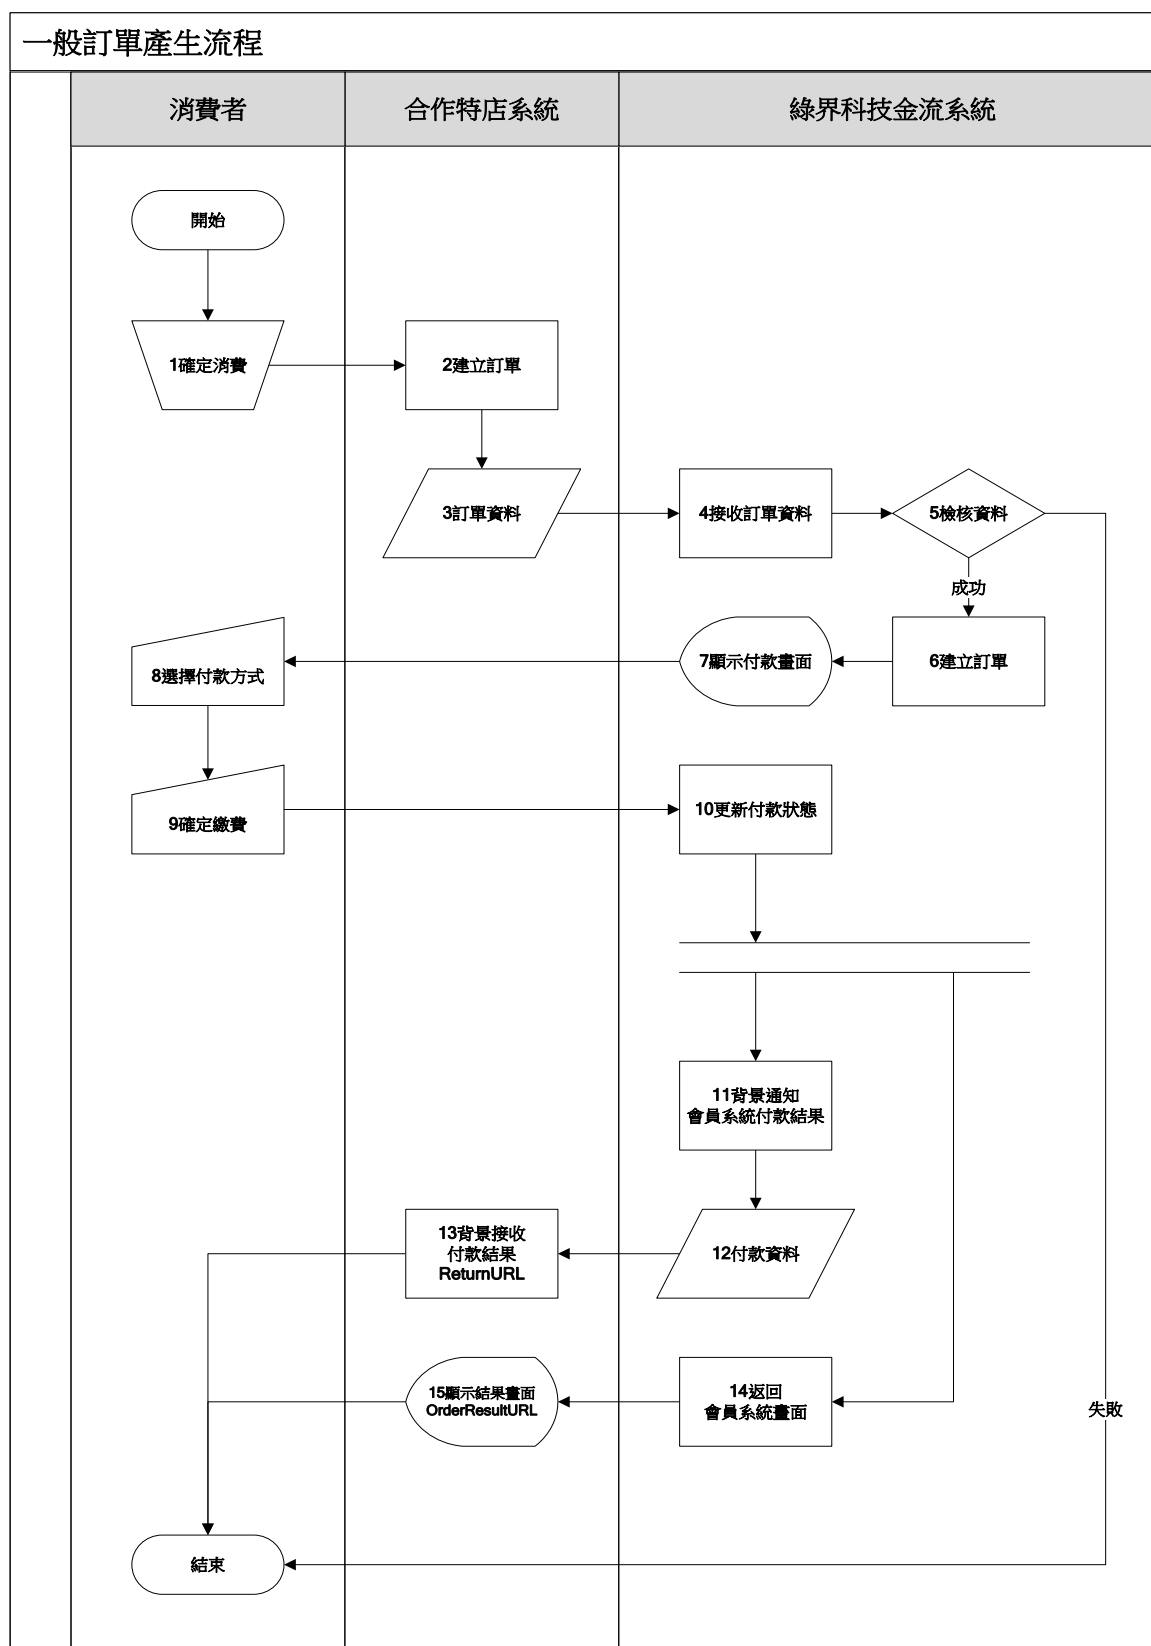 一般訂單產生流程
消費者
合作特店系統
綠界科技金流系統
開始
1確定消費
2建立訂單
3訂單資料
4接收訂單資料
5檢核資料
成功
6建立訂單
7顯示付款畫面
8選擇付款方式
9確定繳費
10更新付款狀態
11背景通知
會員系統付款結果
12付款資料
13背景接收
付款結果
ReturnURL
14返回
會員系統畫面
15顯示結果畫面
OrderResultURL
失敗
結束